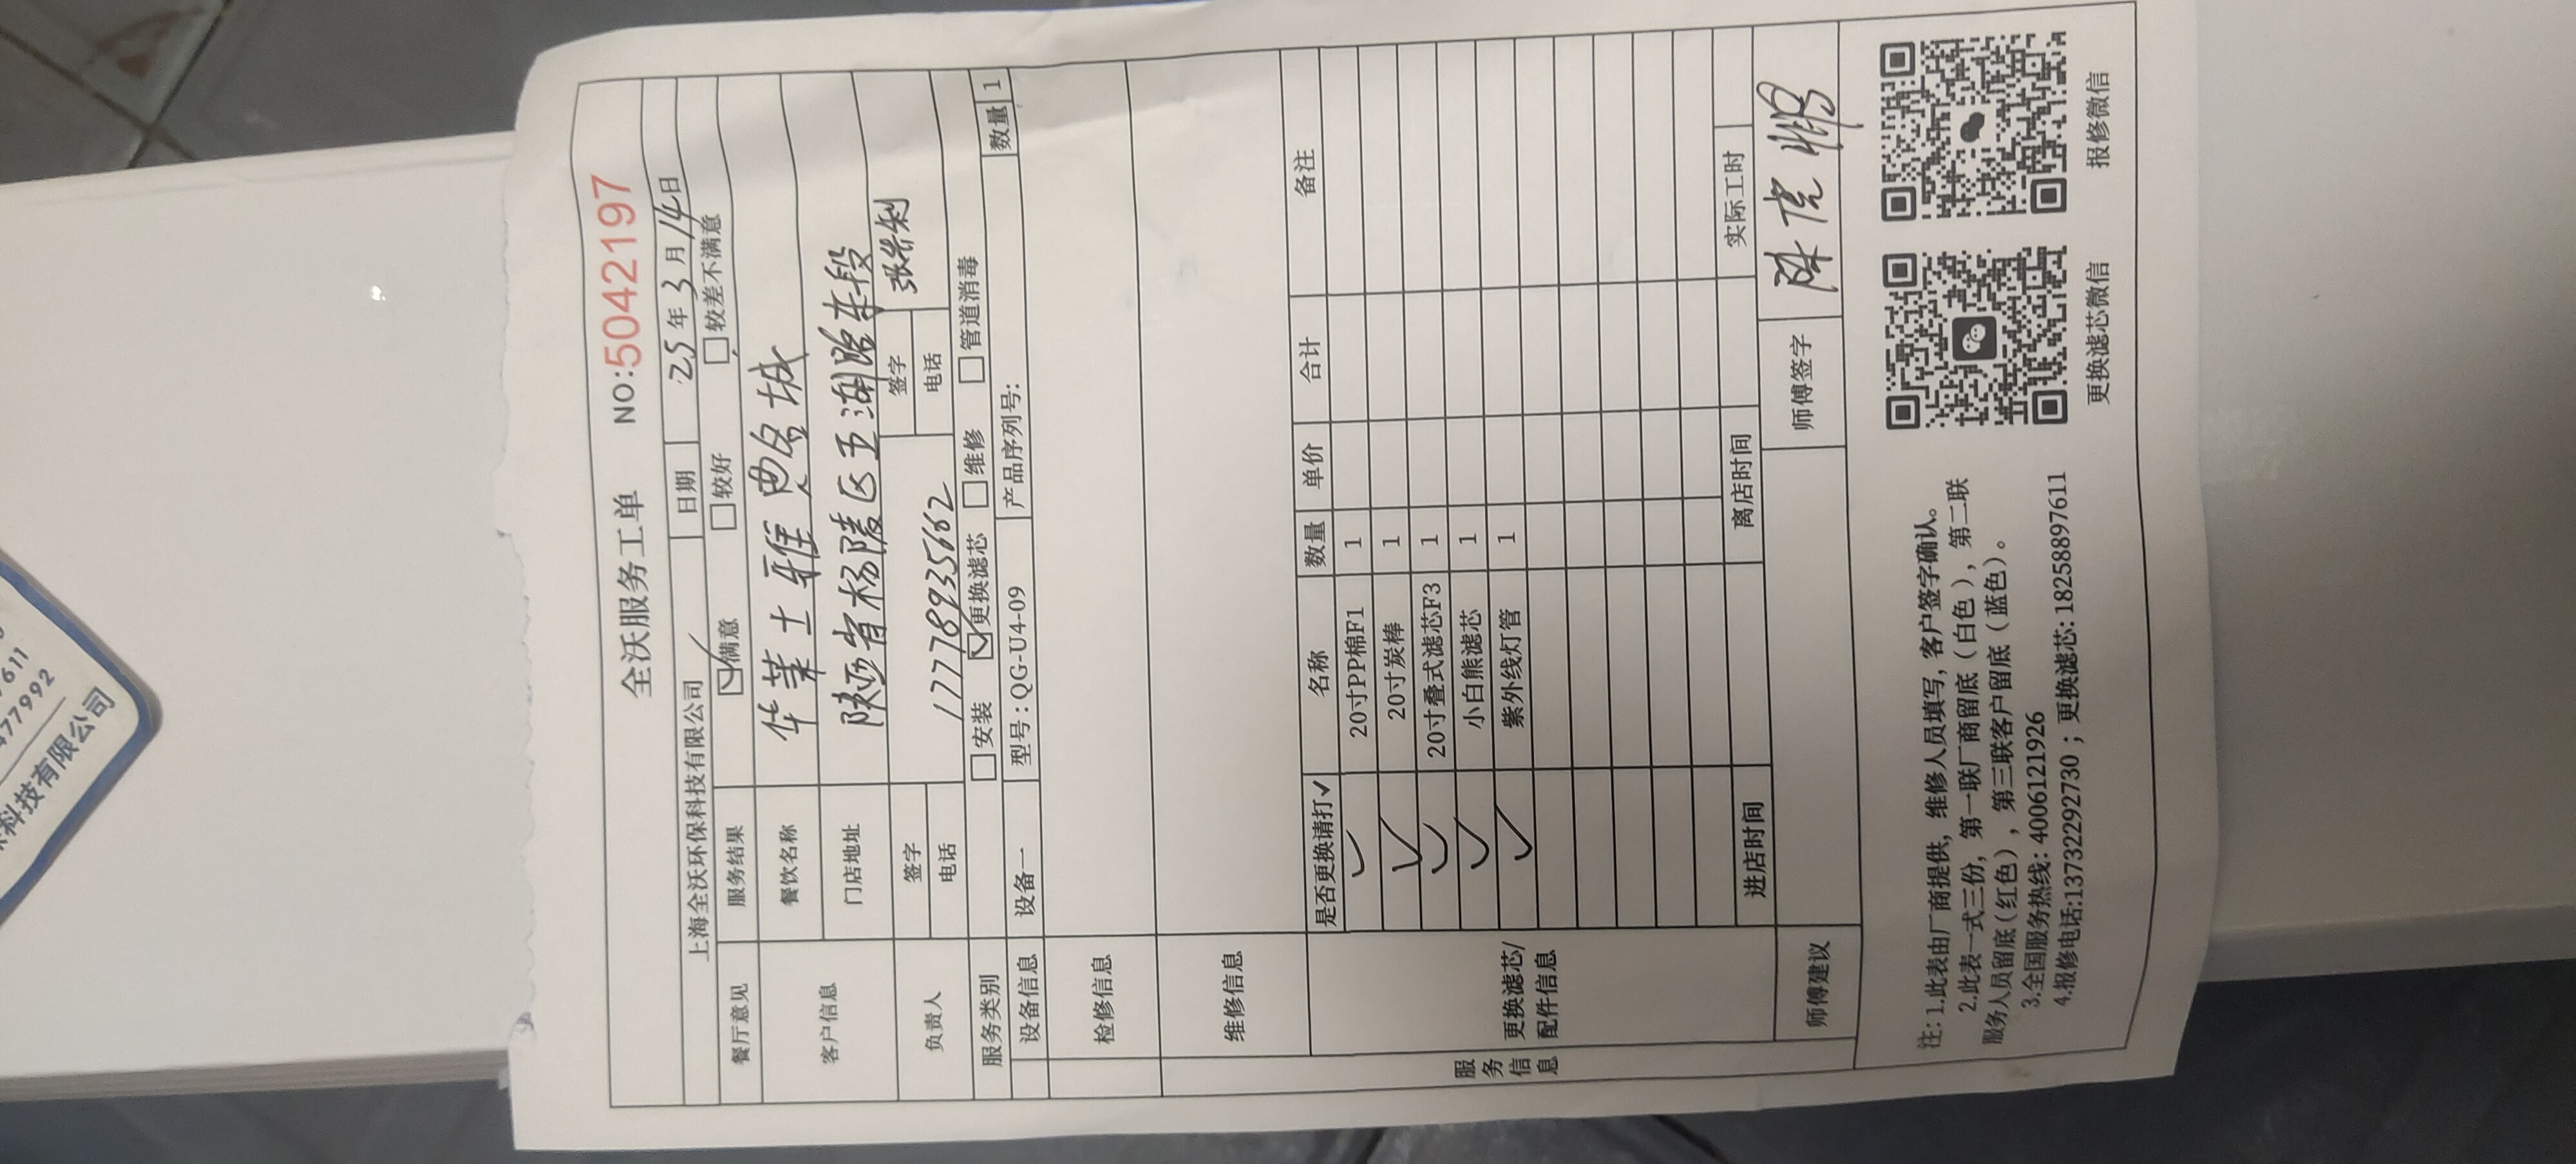 全沃服务工单 NO:5042197
上海全沃环保科技有限公司 日期 25年3月14日
餐厅意见 服务结果 ☑满意 □较好 □较差不满意
客户信息 餐饮名称 华莱士 雅 城
门店地址 陕西省杨陵区 路东段
负责人 签字 签字 张
电话 17778935662 电话
服务类别 □安装 ☑更换滤芯 □维修 □管道消毒
设备信息 设备一 型号:QG-U4-09 产品序列号: 数量 1
检修信息
维修信息
服务信息
更换滤芯/配件信息
是否更换请打✓ 名称 数量 单价 合计 备注
✓ 20寸PP棉F1 1
✓ 20寸炭棒 1
✓ 20寸叠式滤芯F3 1
✓ 小白熊滤芯 1
✓ 紫外线灯管 1
进店时间 离店时间 实际工时
师傅建议 师傅签字 陈虎
注: 1.此表由厂商提供, 维修人员填写, 客户签字确认。
2.此表一式三份, 第一联厂商留底（白色）, 第二联
服务人员留底（红色）, 第三联客户留底（蓝色）。
3.全国服务热线: 4006121926
4.报修电话:13732292730 ; 更换滤芯: 18258897611
更换滤芯微信 报修微信
7611
477992
科技有限公司